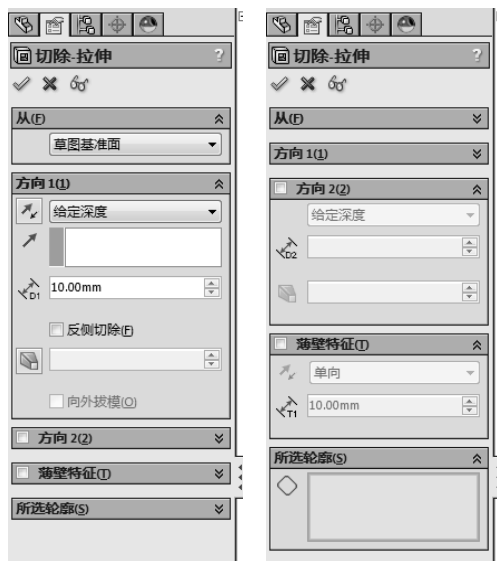 切除-拉伸
?
从(F)
草图基准面
方向 1(1)
给定深度
D1
10.00mm
反侧切除(F)
向外拔模(O)
方向 2(2)
薄壁特征(T)
所选轮廓(S)
切除-拉伸
?
从(F)
方向 1(1)
方向 2(2)
给定深度
D2
薄壁特征(T)
单向
T1
10.00mm
所选轮廓(S)